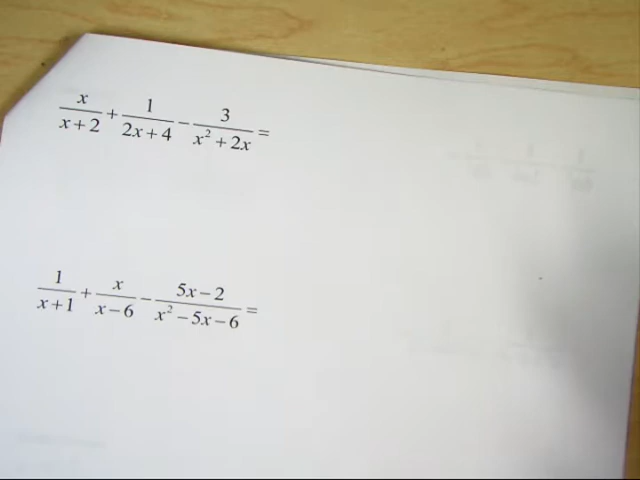 x/(x+2) + 1/(2x+4) − 3/(x²+2x) =
1/(x+1) + x/(x−6) − (5x−2)/(x²−5x−6) =